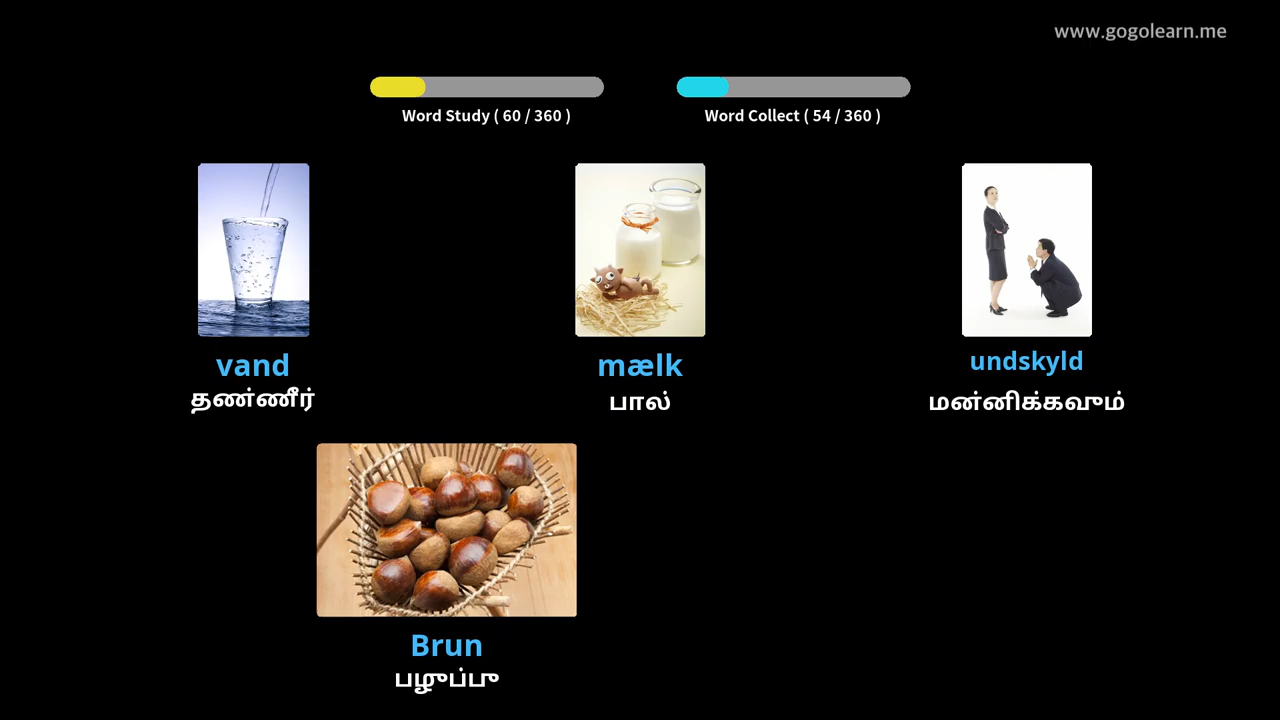 www.gogolearn.me
Word Study ( 60 / 360 )
Word Collect ( 54 / 360 )
vand
mælk
undskyld
தண்ணீர்
பால்
மன்னிக்கவும்
Brun
பழுப்பு